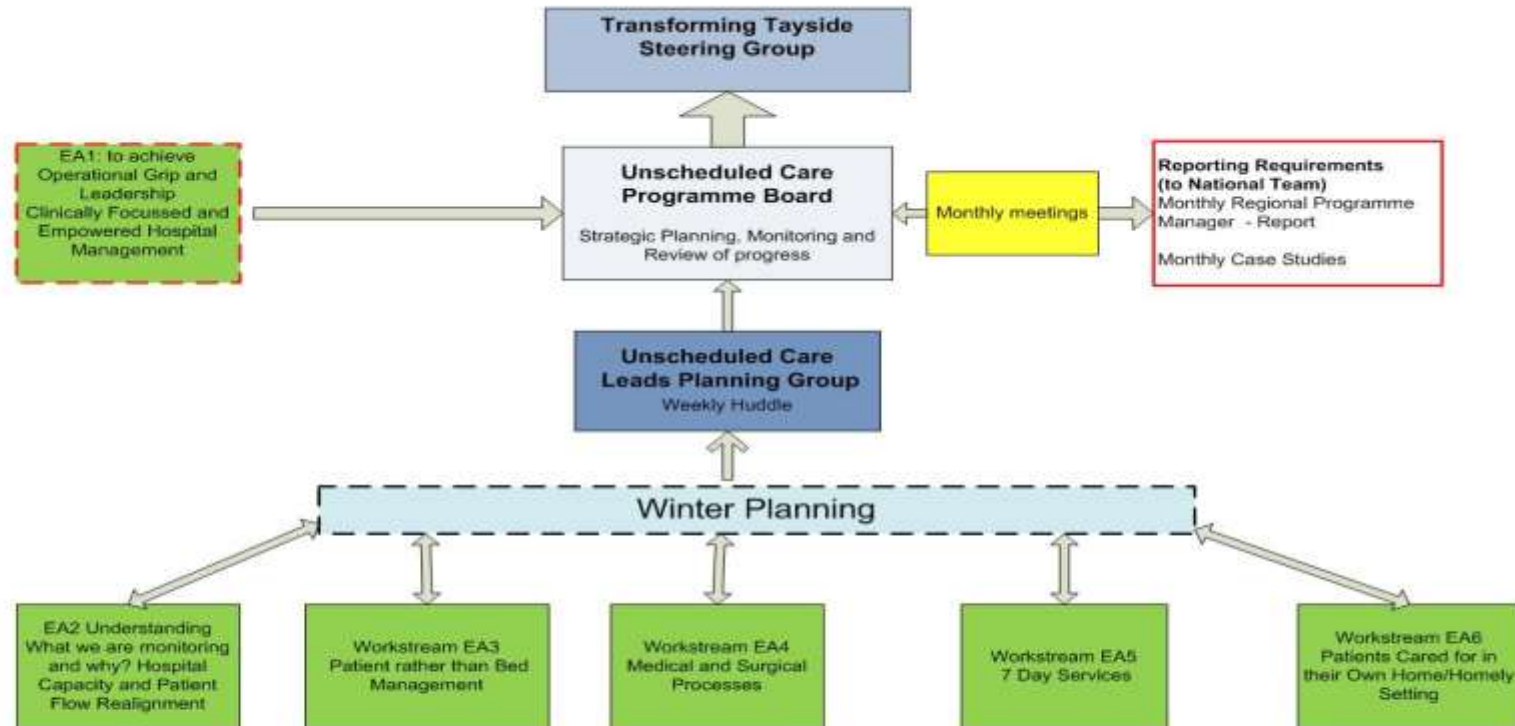 Transforming Tayside
Steering Group
EA1: to achieve
Operational Grip and
Leadership
Clinically Focussed and
Empowered Hospital
Management
Unscheduled Care
Programme Board
Strategic Planning, Monitoring and
Review of progress
Monthly meetings
Reporting Requirements
(to National Team)
Monthly Regional Programme
Manager - Report
Monthly Case Studies
Unscheduled Care
Leads Planning Group
Weekly Huddle
Winter Planning
EA2 Understanding
What we are monitoring
and why? Hospital
Capacity and Patient
Flow Realignment
Workstream EA3
Patient rather than Bed
Management
Workstream EA4
Medical and Surgical
Processes
Workstream EA5
7 Day Services
Workstream EA6
Patients Cared for in
their Own Home/Homely
Setting